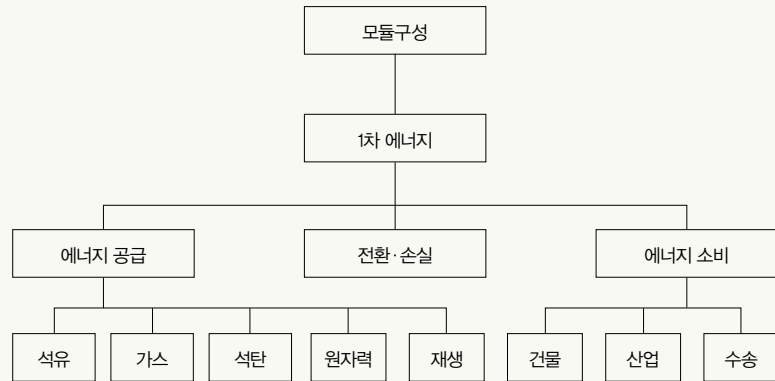 모듈구성
1차 에너지
에너지 공급
전환·손실
에너지 소비
석유
가스
석탄
원자력
재생
건물
산업
수송